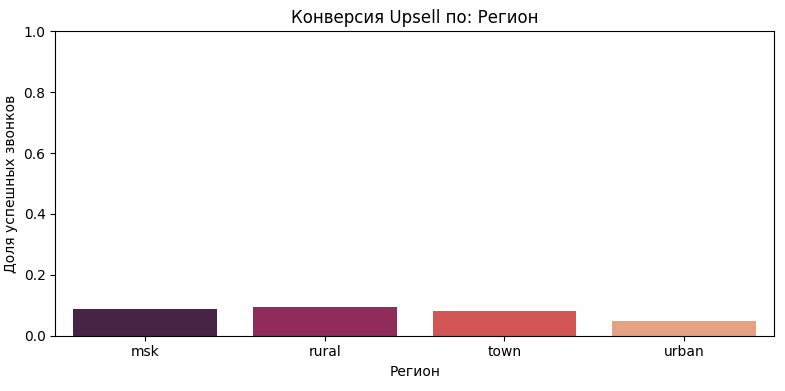 Конверсия Upsell по: Регион
Доля успешных звонков
1.0
0.8
0.6
0.4
0.2
0.0
msk rural town urban
Регион